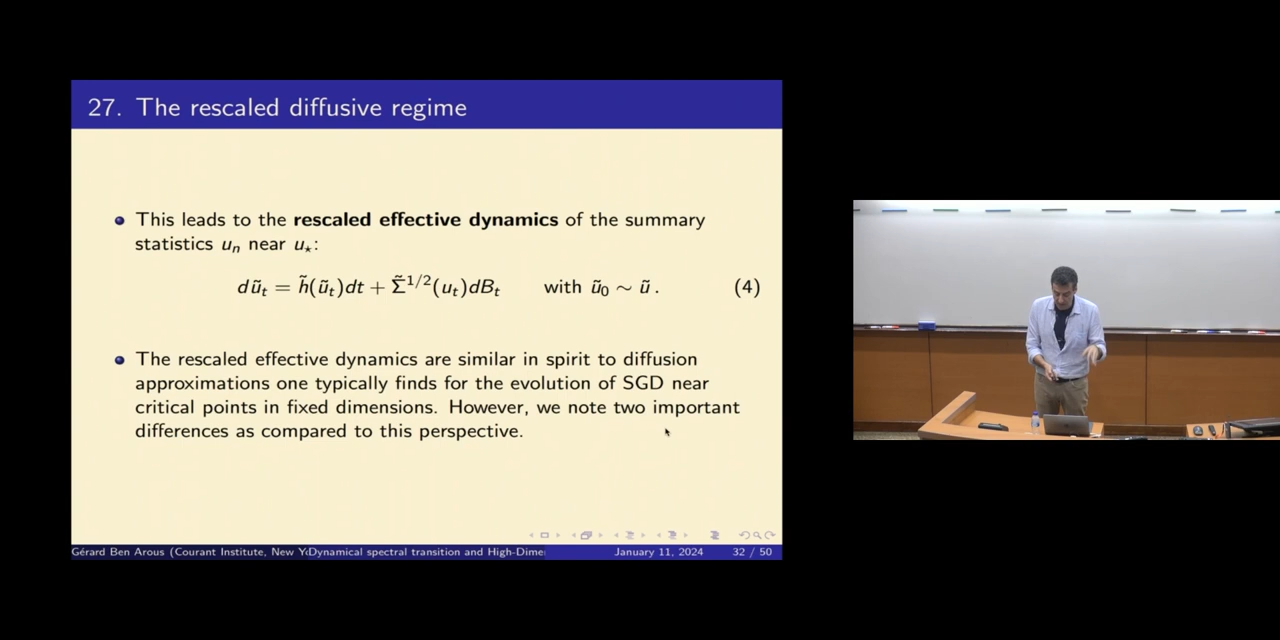 27. The rescaled diffusive regime
This leads to the rescaled effective dynamics of the summary
statistics uₙ near u⋆:
dũₜ = h̃(ũₜ)dt + Σ̃^{1/2}(uₜ)dBₜ with ũ₀ ∼ ũ. (4)
The rescaled effective dynamics are similar in spirit to diffusion
approximations one typically finds for the evolution of SGD near
critical points in fixed dimensions. However, we note two important
differences as compared to this perspective.
Gérard Ben Arous (Courant Institute, New Dynamical spectral transition and High-Dime January 11, 2024 32 / 50